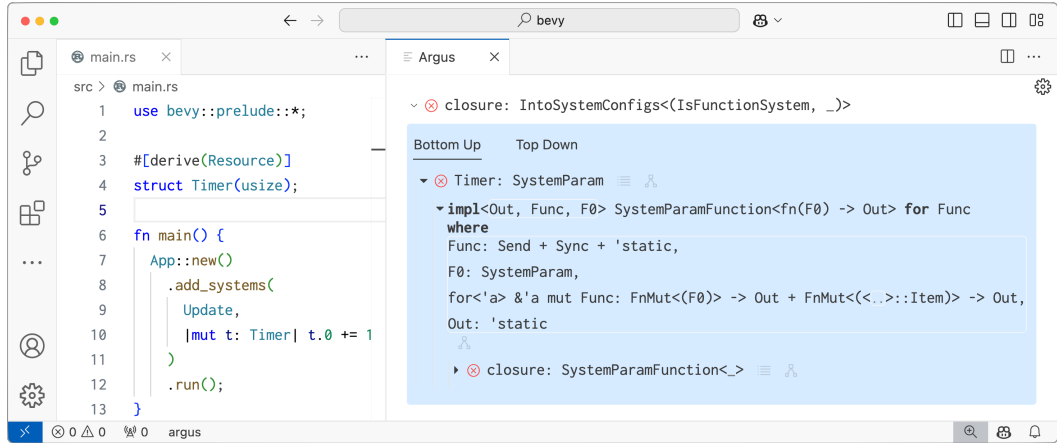 bevy
main.rs
Argus
src > main.rs
1 use bevy::prelude::*;
2
3 #[derive(Resource)]
4 struct Timer(usize);
5
6 fn main() {
7 App::new()
8 .add_systems(
9 Update,
10 |mut t: Timer| t.0 += 1
11 )
12 .run();
13 }
closure: IntoSystemConfigs<(IsFunctionSystem, _)>
Bottom Up Top Down
Timer: SystemParam
impl<Out, Func, F0> SystemParamFunction<fn(F0) -> Out> for Func
where
Func: Send + Sync + 'static,
F0: SystemParam,
for<'a> &'a mut Func: FnMut<(F0)> -> Out + FnMut<(<..>::Item)> -> Out,
Out: 'static
closure: SystemParamFunction<_>
0 0 0 argus